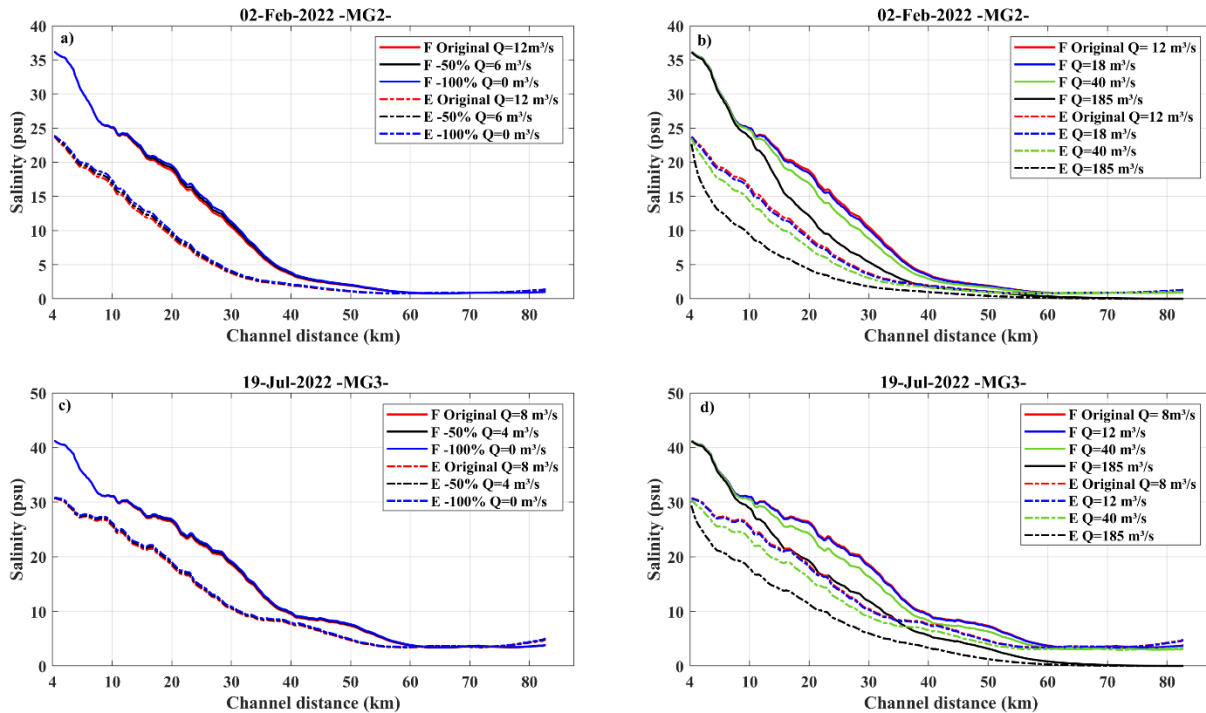 02-Feb-2022 -MG2-
a)
F Original Q=12m³/s
F -50% Q=6 m³/s
F -100% Q=0 m³/s
E Original Q=12 m³/s
E -50% Q=6 m³/s
E -100% Q=0 m³/s
Salinity (psu)
40
35
30
25
20
15
10
5
0
4 10 20 30 40 50 60 70 80
Channel distance (km)
02-Feb-2022 -MG2-
b)
F Original Q= 12 m³/s
F Q=18 m³/s
F Q=40 m³/s
F Q=185 m³/s
E Original Q=12 m³/s
E Q=18 m³/s
E Q=40 m³/s
E Q=185 m³/s
Salinity (psu)
40
35
30
25
20
15
10
5
0
4 10 20 30 40 50 60 70 80
Channel distance (km)
19-Jul-2022 -MG3-
c)
F Original Q=8 m³/s
F -50% Q=4 m³/s
F -100% Q=0 m³/s
E Original Q=8 m³/s
E -50% Q=4 m³/s
E -100% Q=0 m³/s
Salinity (psu)
50
40
30
20
10
0
4 10 20 30 40 50 60 70 80
Channel distance (km)
19-Jul-2022 -MG3-
d)
F Original Q= 8m³/s
F Q=12 m³/s
F Q=40 m³/s
F Q=185 m³/s
E Original Q=8 m³/s
E Q=12 m³/s
E Q=40 m³/s
E Q=185 m³/s
Salinity (psu)
50
40
30
20
10
0
4 10 20 30 40 50 60 70 80
Channel distance (km)